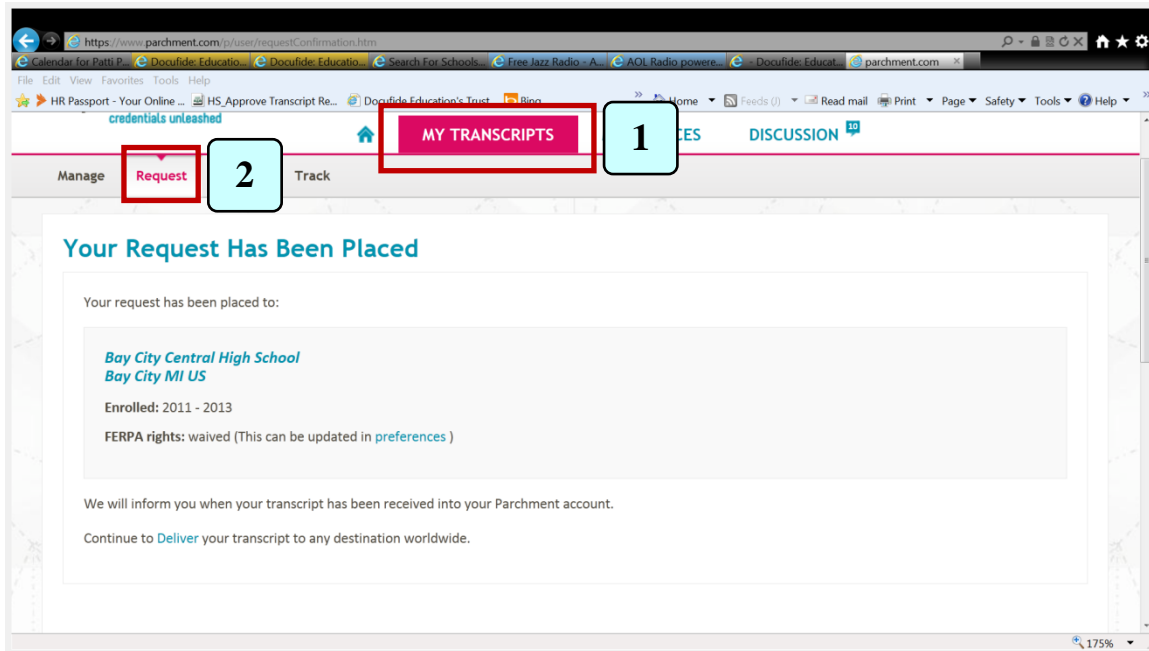 https://www.parchment.com/p/user/requestConfirmation.htm
Calendar for Patti P... Docufide: Educatio... Docufide: Educatio... Search For Schools... Free Jazz Radio - A... AOL Radio powere... - Docufide: Educat... parchment.com ×
File Edit View Favorites Tools Help
HR Passport - Your Online ... HS_Approve Transcript Re... Docufide Education's Trust Bing » Home Feeds (J) Read mail Print Page Safety Tools Help »
credentials unleashed
MY TRANSCRIPTS 1 CES DISCUSSION 10
Manage Request 2 Track
Your Request Has Been Placed
Your request has been placed to:
Bay City Central High School
Bay City MI US
Enrolled: 2011 - 2013
FERPA rights: waived (This can be updated in preferences )
We will inform you when your transcript has been received into your Parchment account.
Continue to Deliver your transcript to any destination worldwide.
175%